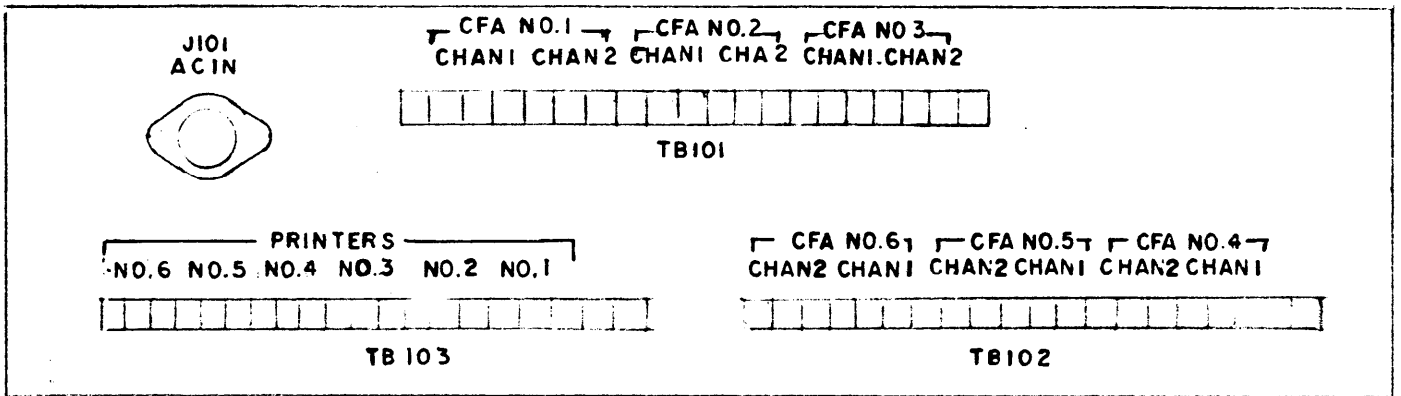 J101
AC IN
CFA NO.1 CFA NO.2 CFA NO 3
CHAN1 CHAN2 CHAN1 CHA 2 CHAN1.CHAN2
TB101
PRINTERS
NO.6 NO.5 NO.4 NO.3 NO.2 NO.1
TB 103
CFA NO.6 CFA NO.5 CFA NO.4
CHAN2 CHAN1 CHAN2 CHAN1 CHAN2 CHAN1
TB102